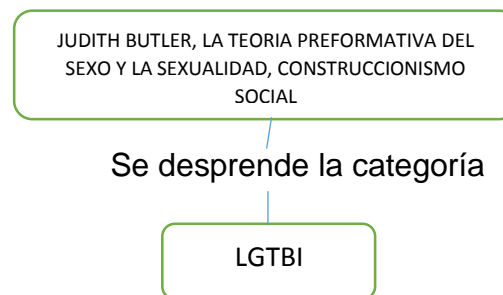 JUDITH BUTLER, LA TEORIA PREFORMATIVA DEL
SEXO Y LA SEXUALIDAD, CONSTRUCCIONISMO
SOCIAL
Se desprende la categoría
LGTBI